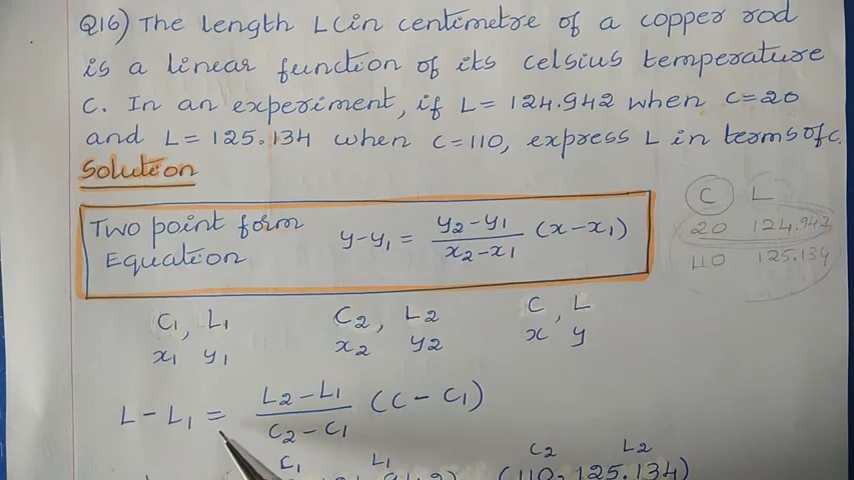 Q16) The length L(in centimetre of a copper rod
is a linear function of its celsius temperature
C. In an experiment, if L = 124.942 when C=20
and L = 125.134 when C=110, express L in terms of c.
Solution
Two point form
Equation
y-y₁ = y₂-y₁ / x₂-x₁ (x-x₁)
C L
20 124.942
110 125.134
C₁, L₁ C₂, L₂ C, L
x₁ y₁ x₂ y₂ x y
L - L₁ = L₂-L₁ / C₂-C₁ (C - C₁)
C₁ L₁ C₂ L₂
(110, 125.134)